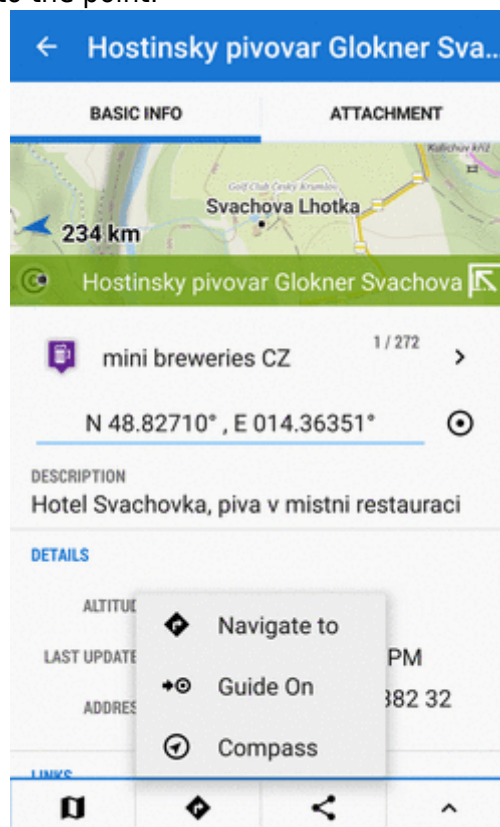 to the point.
Hostinsky pivovar Glokner Sva...
BASIC INFO
ATTACHMENT
Golf Club Český Krumlov
Svachova Lhotka
234 km
Hostinsky pivovar Glokner Svachova
mini breweries CZ
1 / 272
N 48.82710° , E 014.36351°
DESCRIPTION
Hotel Svachovka, piva v mistni restauraci
DETAILS
ALTITUD
Navigate to
LAST UPDATE
PM
Guide On
ADDRES
382 32
Compass
LINKS